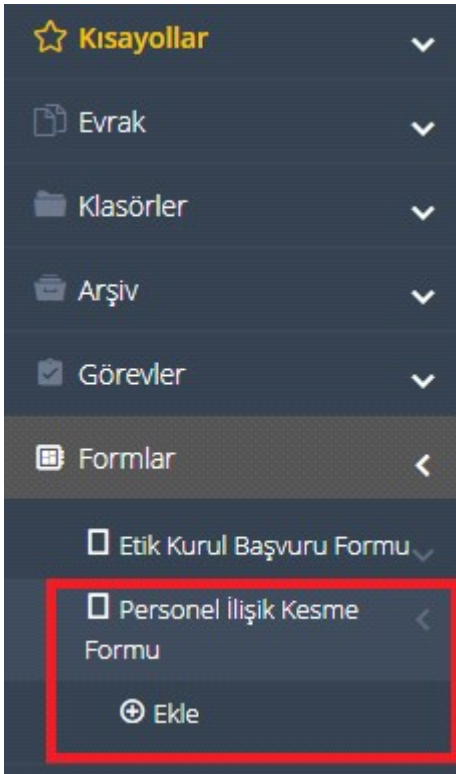 Kısayollar
Evrak
Klasörler
Arşiv
Görevler
Formlar
Etik Kurul Başvuru Formu
Personel İlişik Kesme
Formu
Ekle